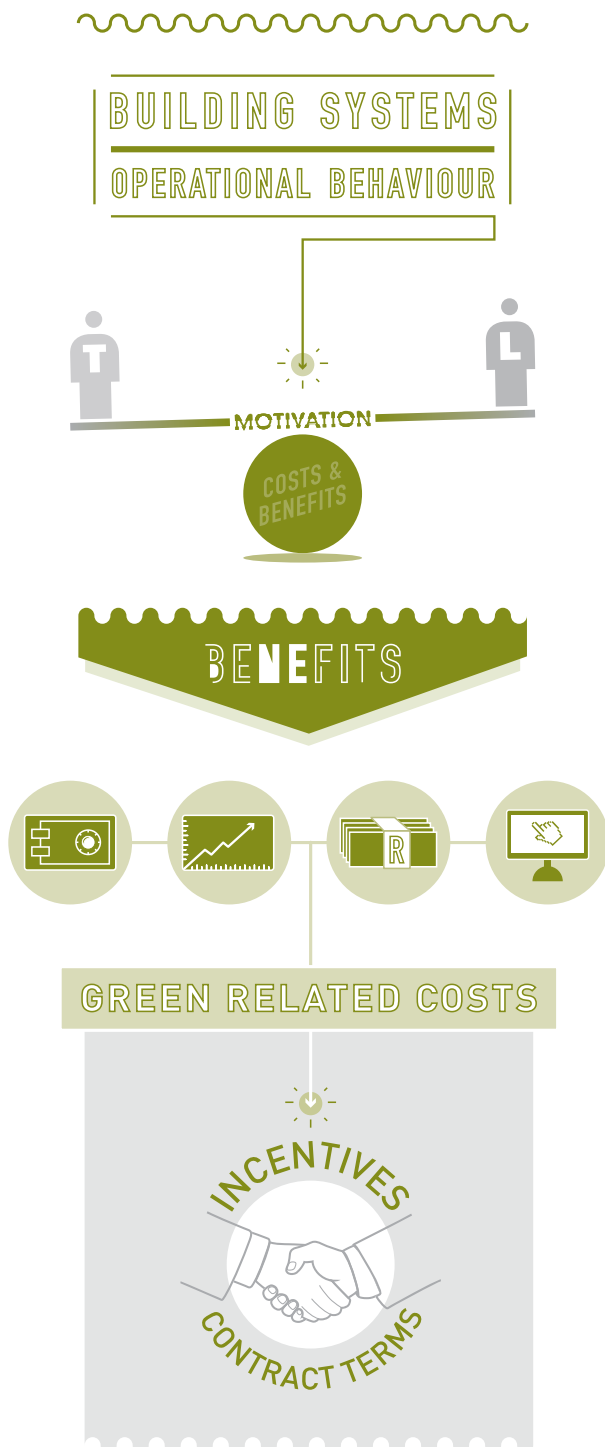 BUILDING SYSTEMS
OPERATIONAL BEHAVIOUR
T
L
MOTIVATION
COSTS &
BENEFITS
BENEFITS
R
GREEN RELATED COSTS
INCENTIVES
CONTRACT TERMS